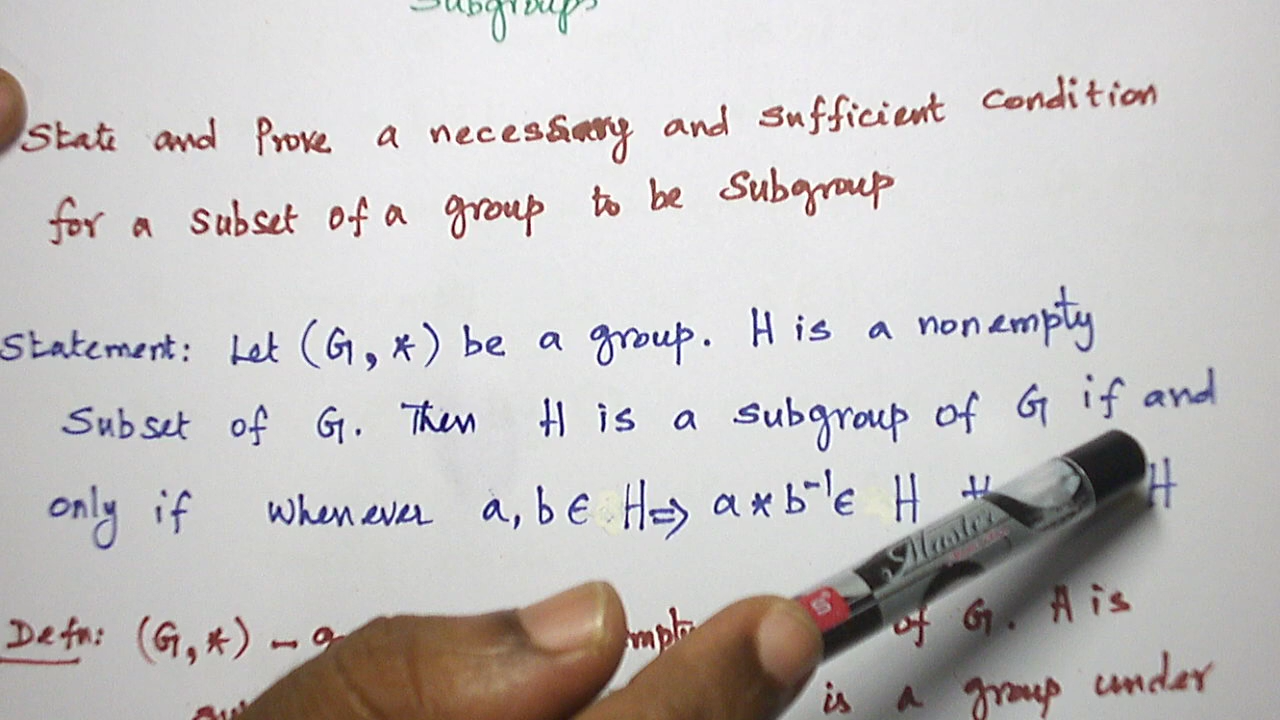 Subgroups
State and Prove a necessary and sufficient condition
for a subset of a group to be subgroup
Statement: Let (G, *) be a group. H is a nonempty
Subset of G. Then H is a subgroup of G if and
only if whenever a, b ∈ H ⇒ a * b⁻¹ ∈ H H
Master
Defn: (G, *) - of G. H is
is a group under